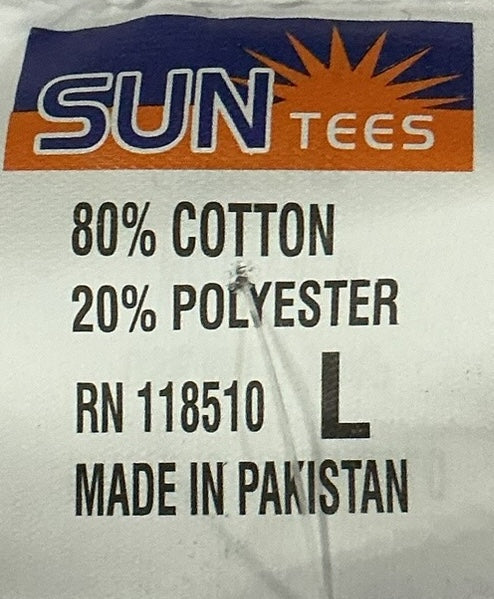 SUN TEES
80% COTTON
20% POLYESTER
RN 118510 L
MADE IN PAKISTAN